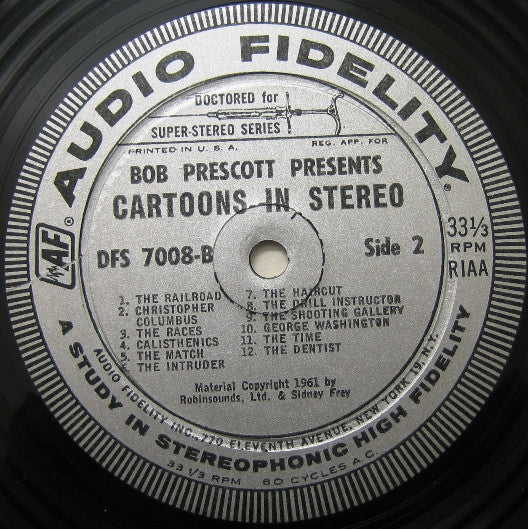 AUDIO FIDELITY®
DOCTORED for
SUPER-STEREO SERIES
PRINTED IN U. S. A.
REG. APP. FOR
BOB PRESCOTT PRESENTS
CARTOONS IN STEREO
AF®
DFS 7008-B
Side 2
33⅓
RPM
RIAA
1. THE RAILROAD
2. CHRISTOPHER
COLUMBUS
3. THE RACES
4. CALISTHENICS
5. THE MATCH
6. THE INTRUDER
7. THE HAIRCUT
8. THE DRILL INSTRUCTOR
9. THE SHOOTING GALLERY
10. GEORGE WASHINGTON
11. THE TIME
12. THE DENTIST
Material Copyright 1961 by
Robinsounds, Ltd. & Sidney Frey
AUDIO FIDELITY INC., 770 ELEVENTH AVENUE, NEW YORK 19, N.Y.
A STUDY IN STEREOPHONIC HIGH FIDELITY
33 1/3 RPM 60 CYCLES A.C.